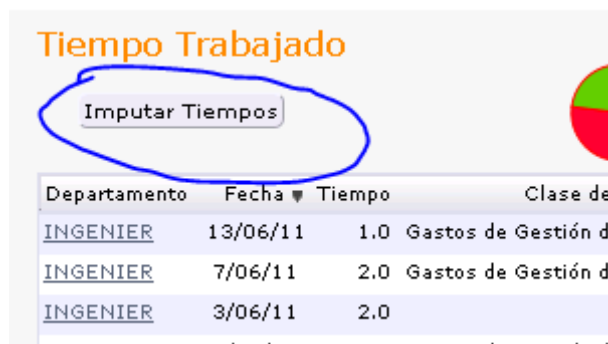 Tiempo Trabajado
Imputar Tiempos
Departamento Fecha Tiempo Clase de
INGENIER 13/06/11 1.0 Gastos de Gestión d
INGENIER 7/06/11 2.0 Gastos de Gestión d
INGENIER 3/06/11 2.0